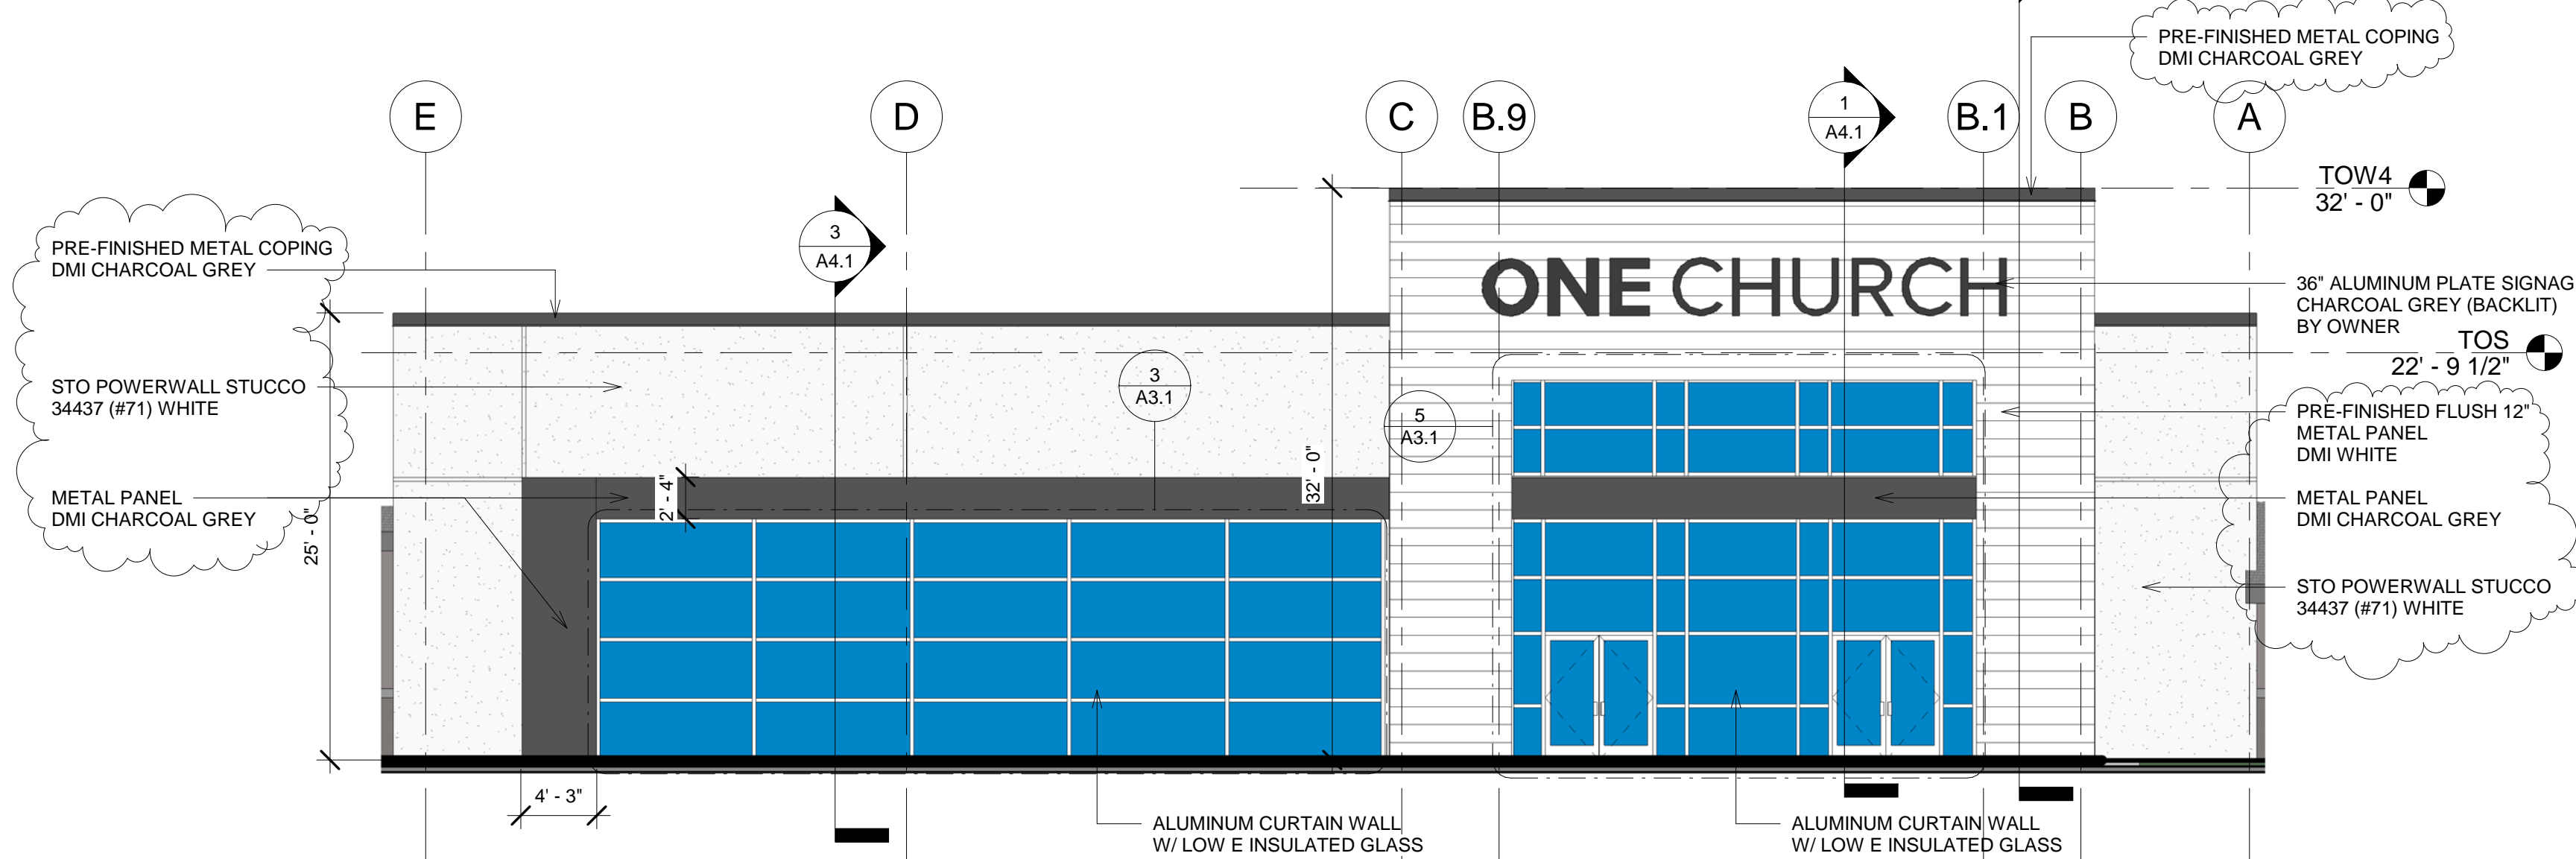 PRE-FINISHED METAL COPING
DMI CHARCOAL GREY
E
D
C
B.9
1
A4.1
B.1
B
A
TOW4
32' - 0"
3
A4.1
PRE-FINISHED METAL COPING
DMI CHARCOAL GREY
ONE CHURCH
36" ALUMINUM PLATE SIGNAG
CHARCOAL GREY (BACKLIT)
BY OWNER
TOS
22' - 9 1/2"
STO POWERWALL STUCCO
34437 (#71) WHITE
3
A3.1
5
A3.1
PRE-FINISHED FLUSH 12"
METAL PANEL
DMI WHITE
METAL PANEL
DMI CHARCOAL GREY
25' - 0"
2' - 4"
32' - 0"
METAL PANEL
DMI CHARCOAL GREY
STO POWERWALL STUCCO
34437 (#71) WHITE
4' - 3"
ALUMINUM CURTAIN WALL
W/ LOW E INSULATED GLASS
ALUMINUM CURTAIN WALL
W/ LOW E INSULATED GLASS